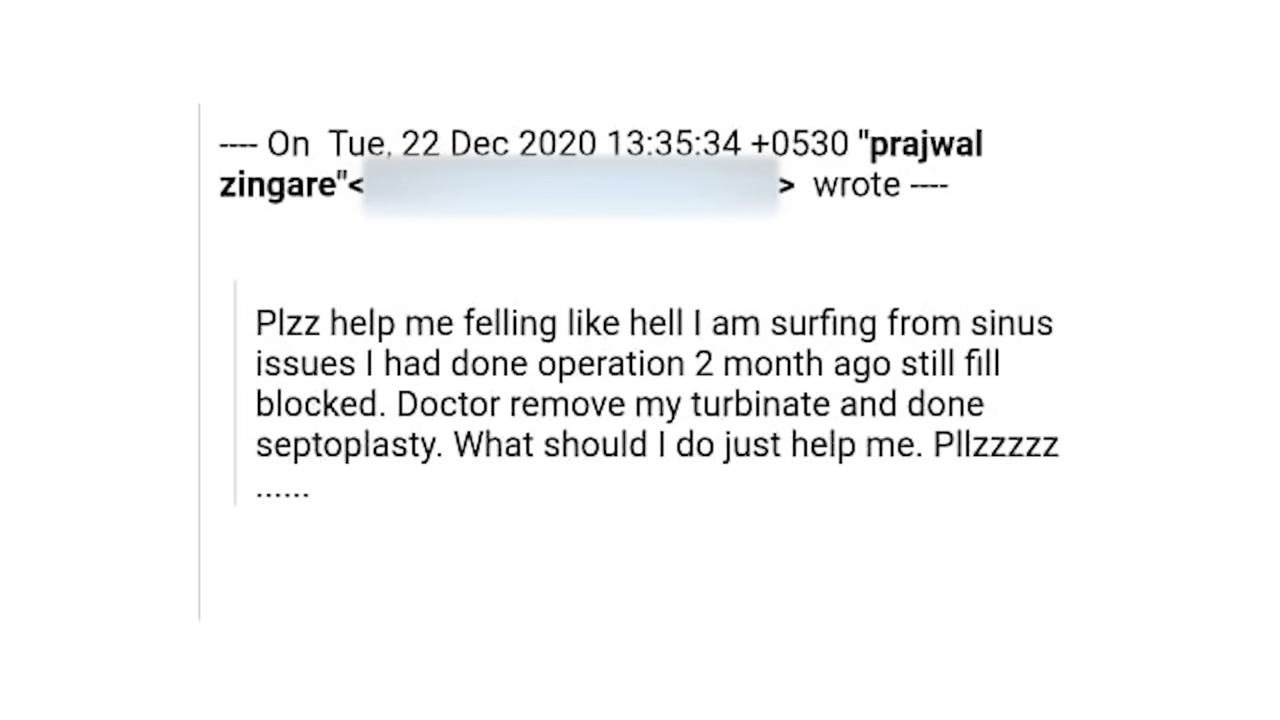 ---- On  Tue, 22 Dec 2020 13:35:34 +0530 "prajwal
zingare"<  >  wrote ----
Plzz help me felling like hell I am surfing from sinus
issues I had done operation 2 month ago still fill
blocked. Doctor remove my turbinate and done
septoplasty. What should I do just help me. Pllzzzzz
......